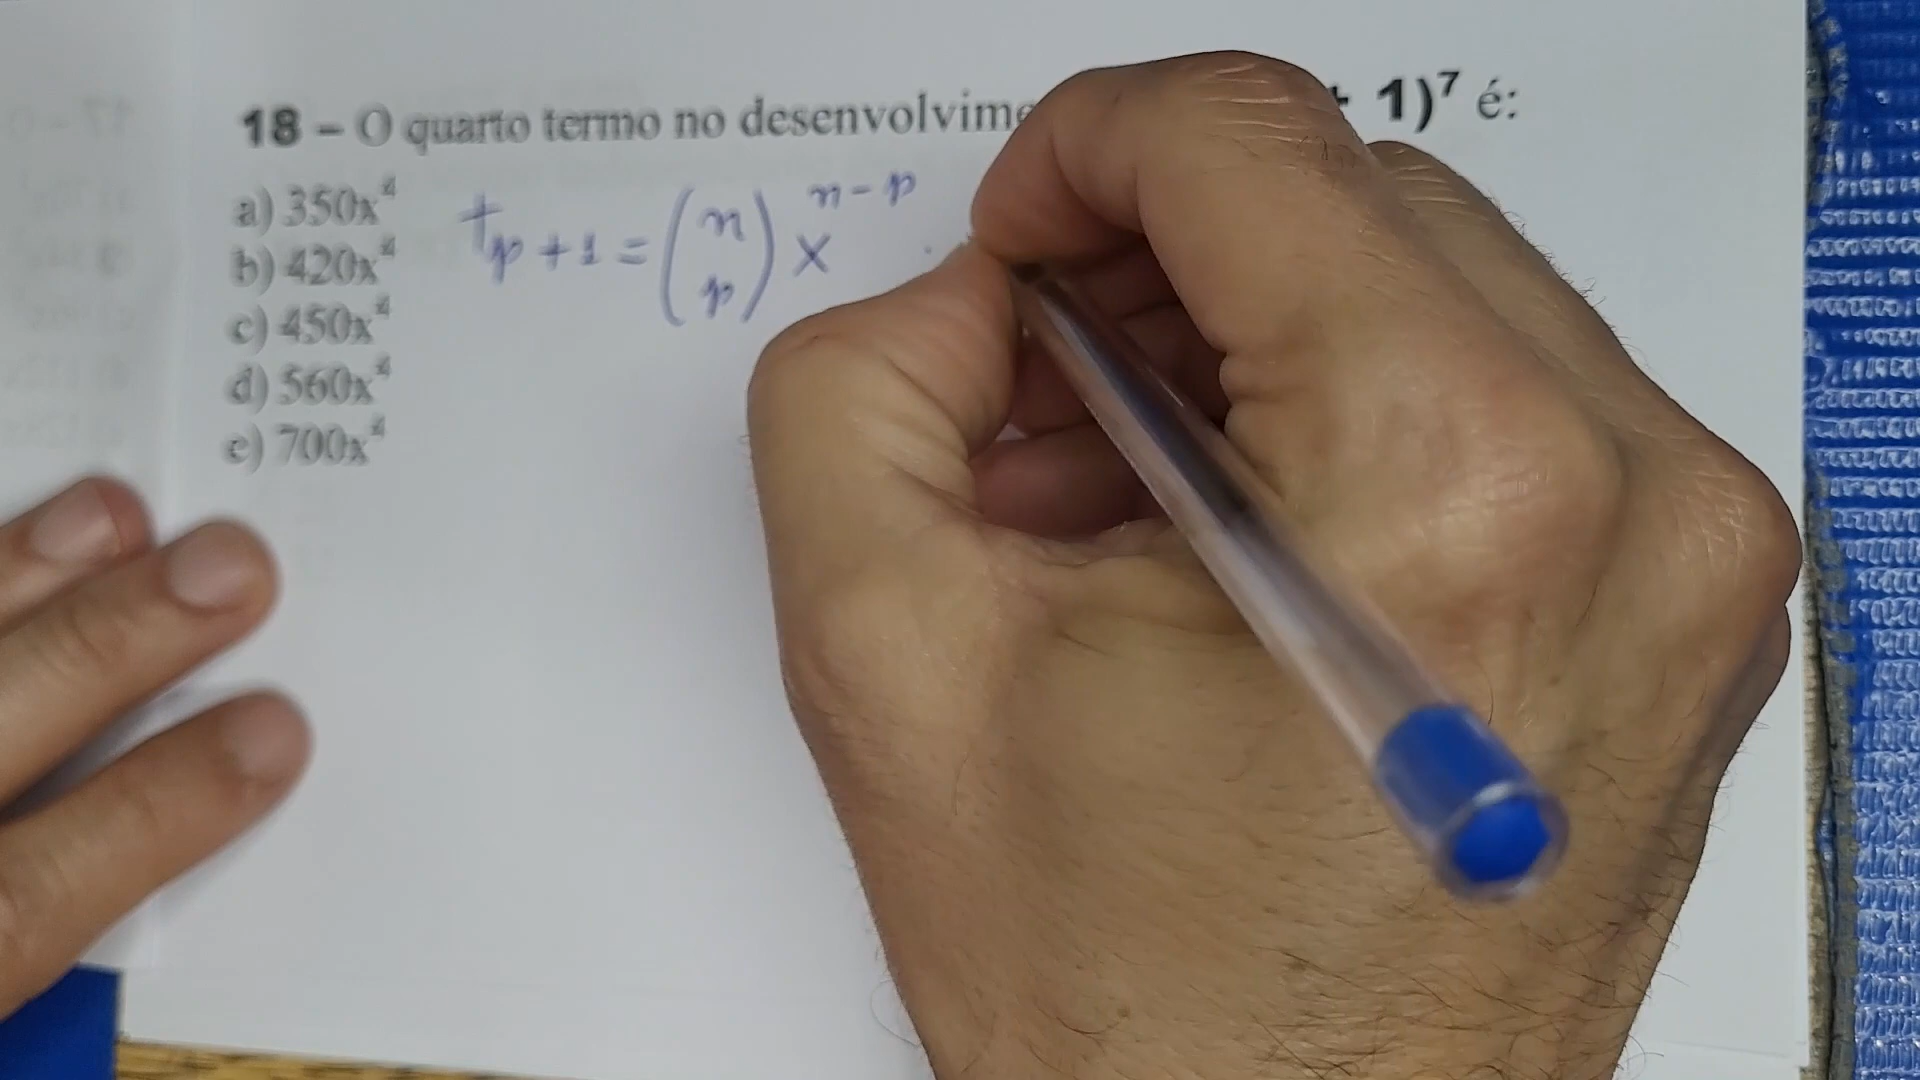 18 – O quarto termo no desenvolvime + 1)⁷ é:
a) 350x⁴
b) 420x⁴
c) 450x⁴
d) 560x⁴
e) 700x⁴
tₚ₊₁ = (n p) x ⁿ⁻ᵖ .